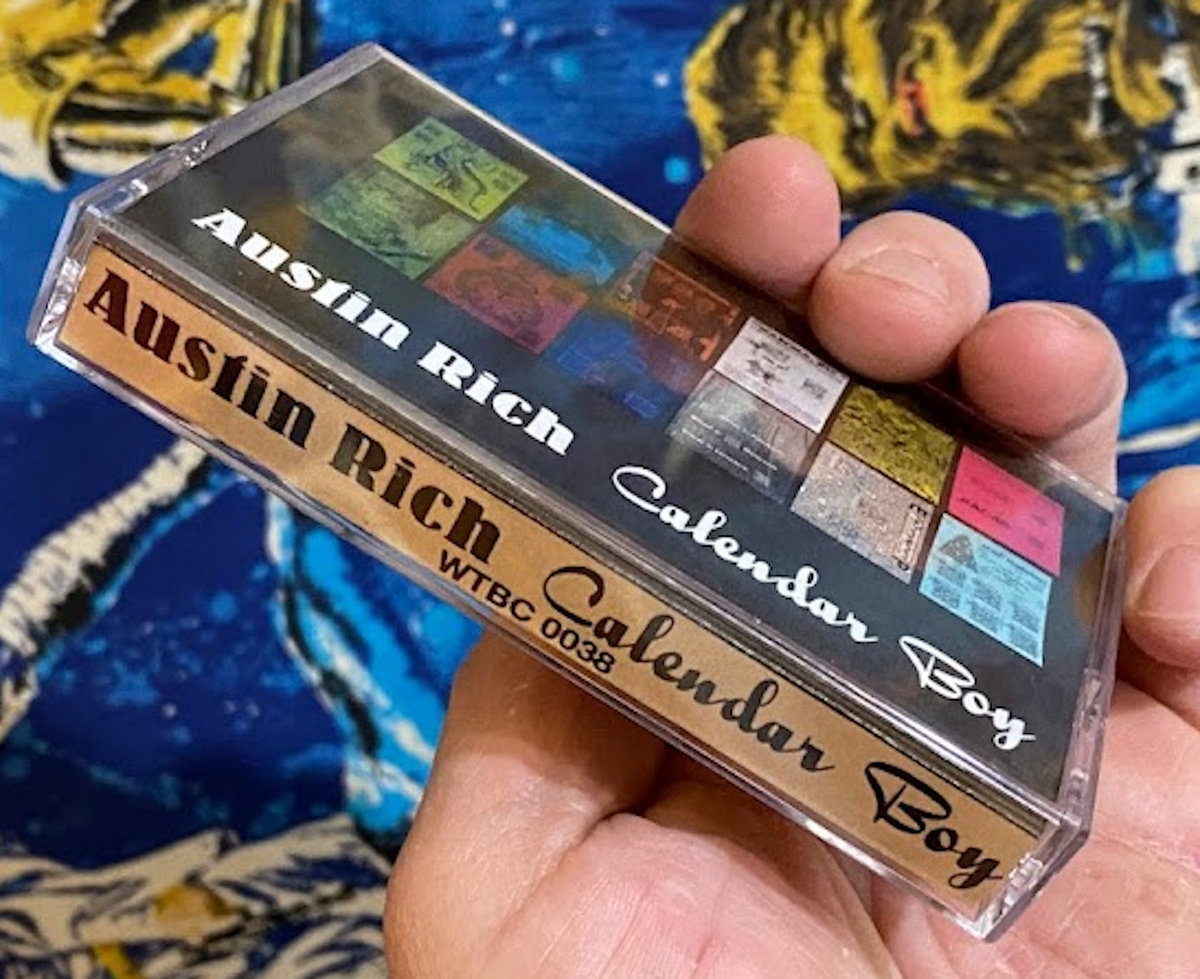 Austin Rich Calendar Boy
Austin Rich Calendar Boy
WTBC 0038